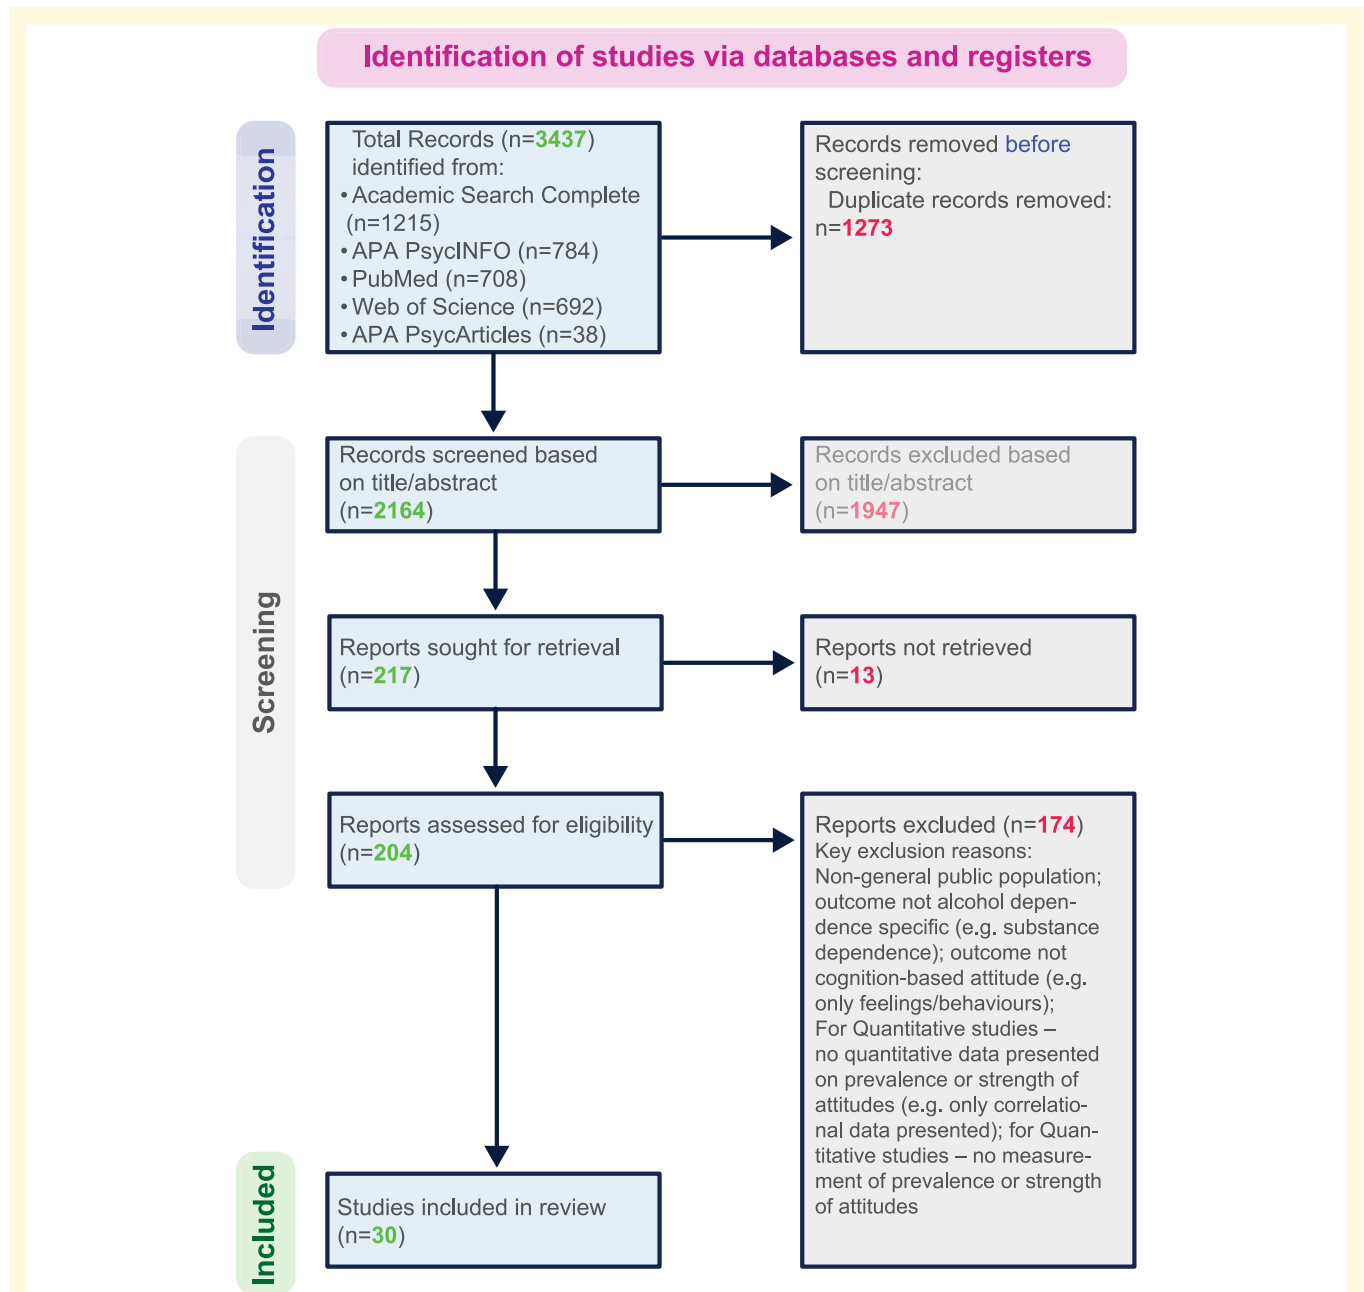 Identification of studies via databases and registers
Identification
Total Records (n=3437)
identified from:
• Academic Search Complete
(n=1215)
• APA PsycINFO (n=784)
• PubMed (n=708)
• Web of Science (n=692)
• APA PsycArticles (n=38)
Records removed before
screening:
Duplicate records removed:
n=1273
Screening
Records screened based
on title/abstract
(n=2164)
Records excluded based
on title/abstract
(n=1947)
Reports sought for retrieval
(n=217)
Reports not retrieved
(n=13)
Reports assessed for eligibility
(n=204)
Reports excluded (n=174)
Key exclusion reasons:
Non-general public population;
outcome not alcohol depen-
dence specific (e.g. substance
dependence); outcome not
cognition-based attitude (e.g.
only feelings/behaviours);
For Quantitative studies –
no quantitative data presented
on prevalence or strength of
attitudes (e.g. only correlatio-
nal data presented); for Quan-
titative studies – no measure-
ment of prevalence or strength
of attitudes
Included
Studies included in review
(n=30)